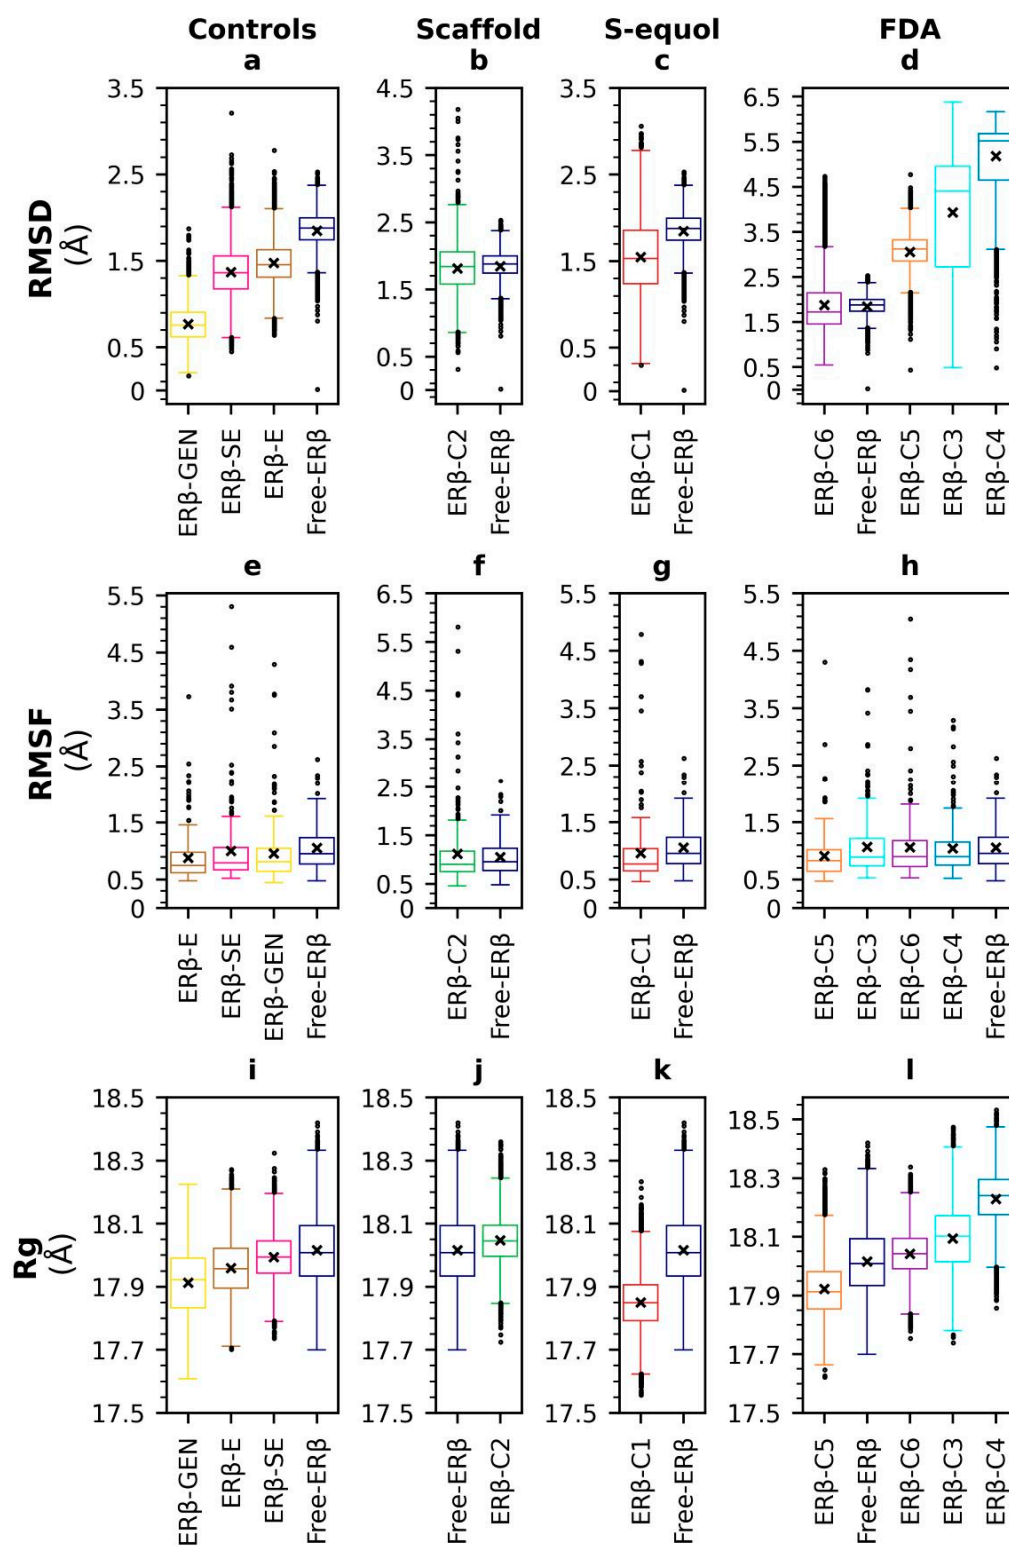 Controls Scaffold S-equol FDA
a b c d
RMSD
(Å)
3.5
2.5
1.5
0.5
0
ERβ-GEN
ERβ-SE
ERβ-E
Free-ERβ
4.5
3.5
2.5
1.5
0.5
0
ERβ-C2
Free-ERβ
3.5
2.5
1.5
0.5
0
ERβ-C1
Free-ERβ
6.5
5.5
4.5
3.5
2.5
1.5
0.5
0
ERβ-C6
Free-ERβ
ERβ-C5
ERβ-C3
ERβ-C4
e f g h
RMSF
(Å)
5.5
4.5
3.5
2.5
1.5
0.5
0
ERβ-E
ERβ-SE
ERβ-GEN
Free-ERβ
6.5
5.5
4.5
3.5
2.5
1.5
0.5
0
ERβ-C2
Free-ERβ
5.5
4.5
3.5
2.5
1.5
0.5
0
ERβ-C1
Free-ERβ
5.5
4.5
3.5
2.5
1.5
0.5
0
ERβ-C5
ERβ-C3
ERβ-C6
ERβ-C4
Free-ERβ
i j k l
Rg
(Å)
18.5
18.3
18.1
17.9
17.7
17.5
ERβ-GEN
ERβ-E
ERβ-SE
Free-ERβ
18.5
18.3
18.1
17.9
17.7
17.5
Free-ERβ
ERβ-C2
18.5
18.3
18.1
17.9
17.7
17.5
ERβ-C1
Free-ERβ
18.5
18.3
18.1
17.9
17.7
17.5
ERβ-C5
Free-ERβ
ERβ-C6
ERβ-C3
ERβ-C4